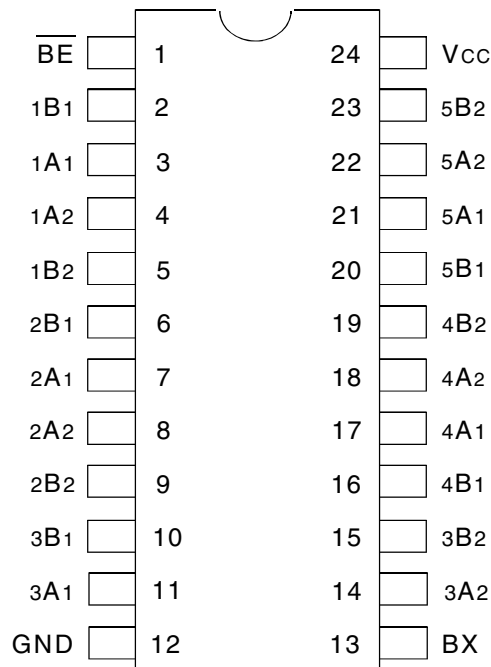 B̅E̅ 1 24 VCC
1B1 2 23 5B2
1A1 3 22 5A2
1A2 4 21 5A1
1B2 5 20 5B1
2B1 6 19 4B2
2A1 7 18 4A2
2A2 8 17 4A1
2B2 9 16 4B1
3B1 10 15 3B2
3A1 11 14 3A2
GND 12 13 BX